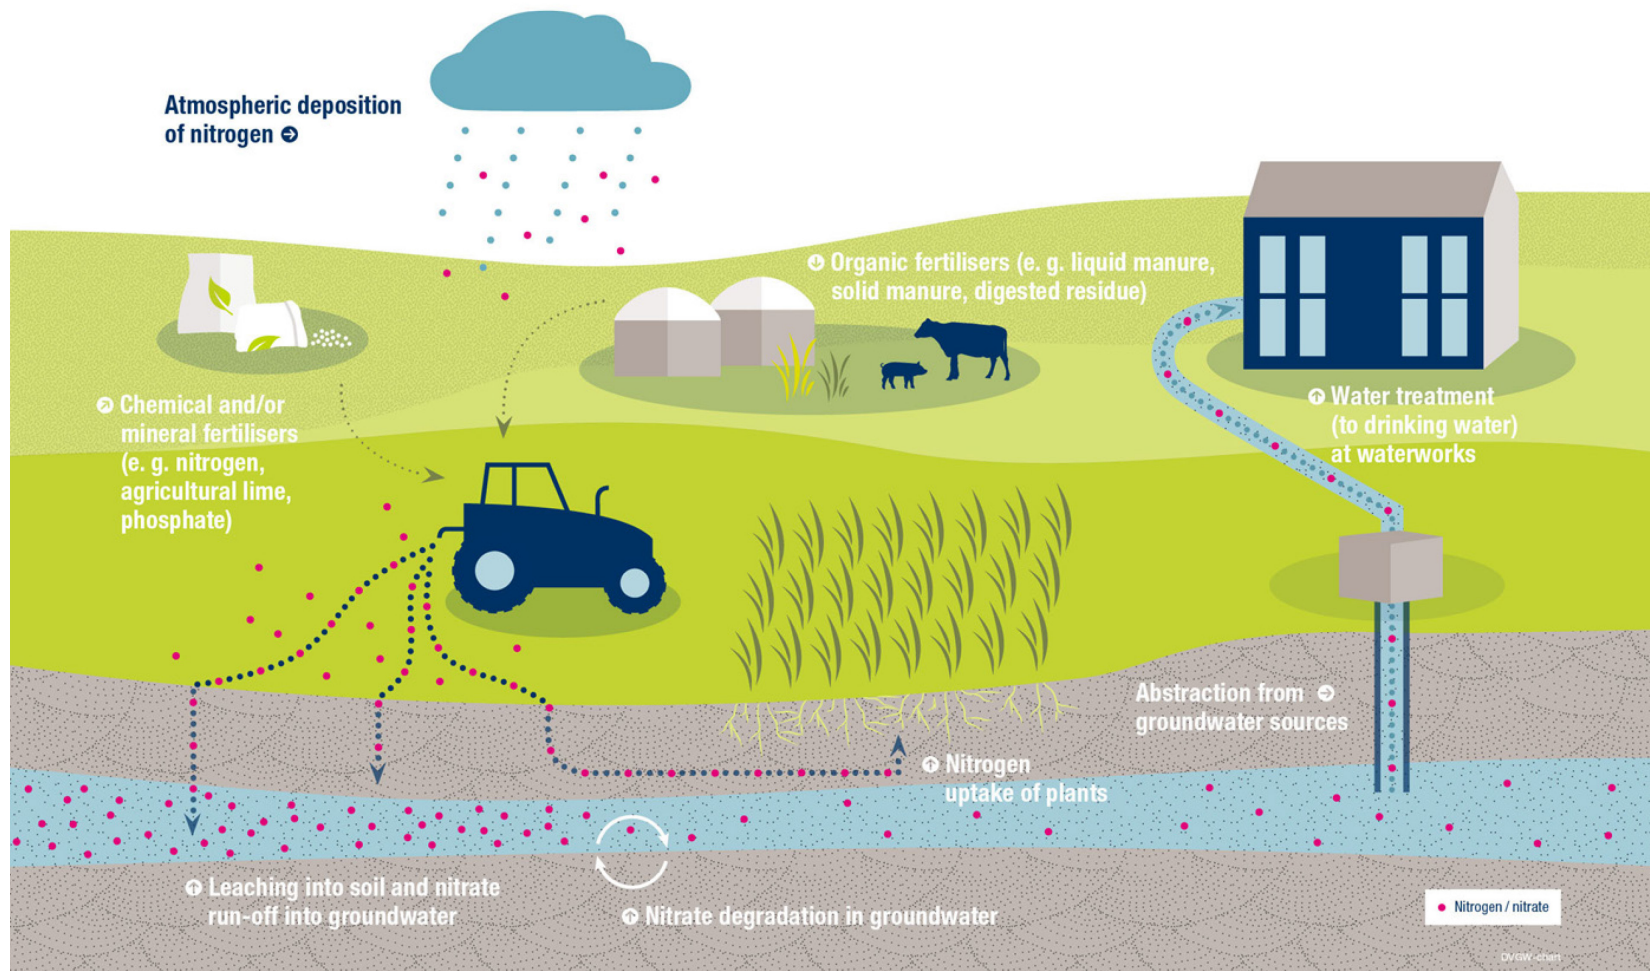 Atmospheric deposition
of nitrogen
Organic fertilisers (e. g. liquid manure,
solid manure, digested residue)
Chemical and/or
mineral fertilisers
(e. g. nitrogen,
agricultural lime,
phosphate)
Water treatment
(to drinking water)
at waterworks
Abstraction from
groundwater sources
Nitrogen
uptake of plants
Leaching into soil and nitrate
run-off into groundwater
Nitrate degradation in groundwater
Nitrogen / nitrate
DVGW-chart